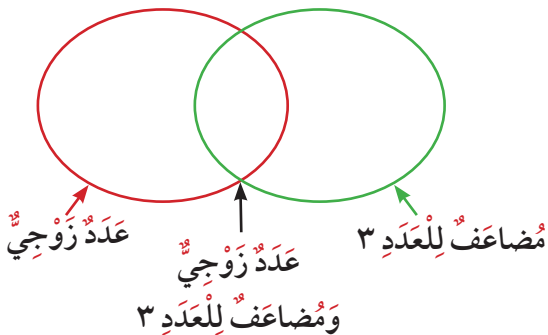 مُضاعَفٌ لِلْعَدَدِ ٣
عَدَدٌ زَوْجِيٌّ
وَمُضاعَفٌ لِلْعَدَدِ ٣
عَدَدٌ زَوْجِيٌّ